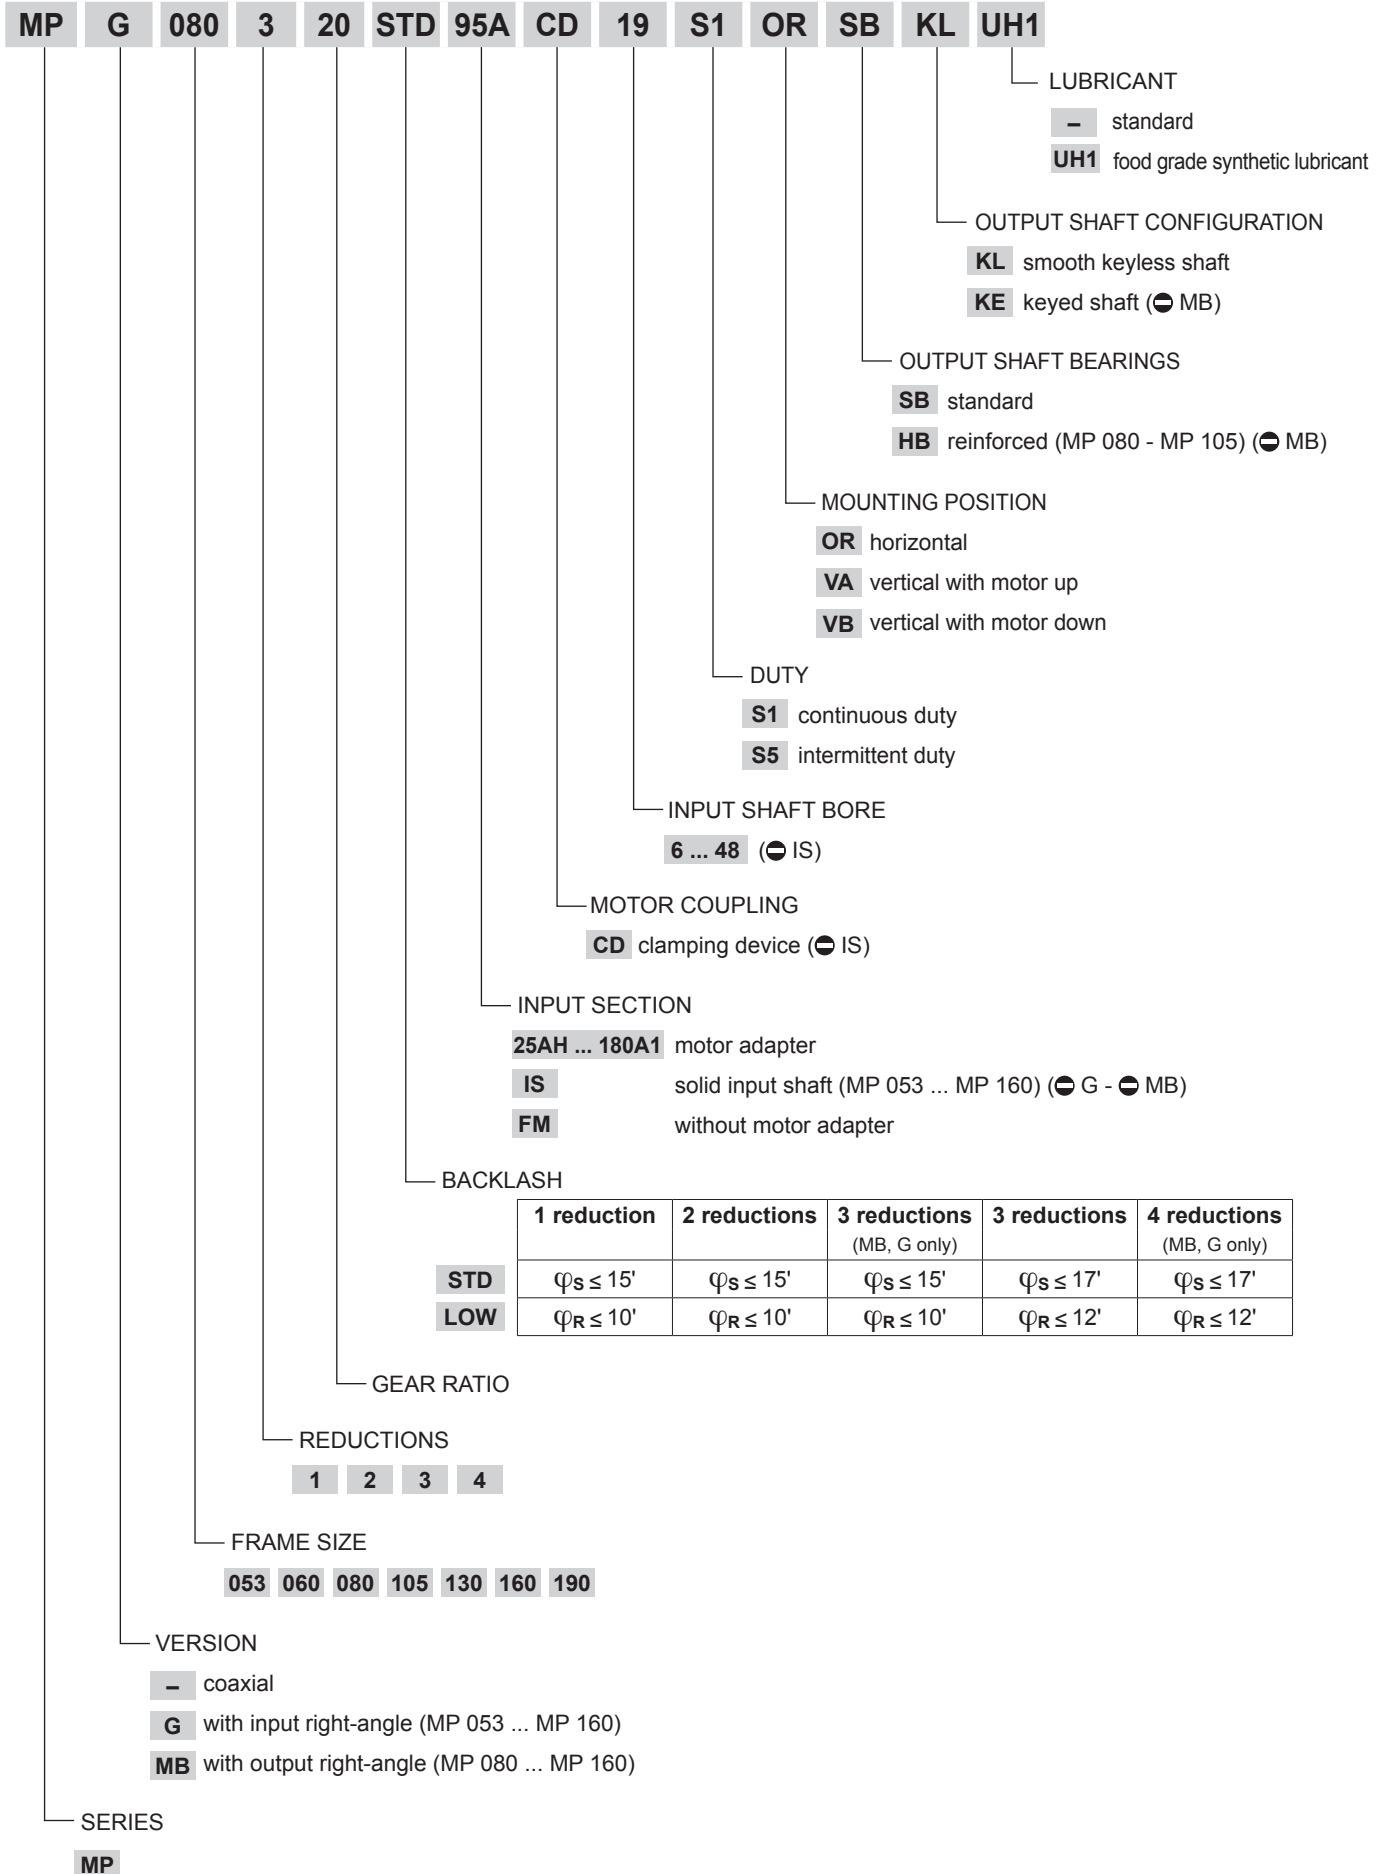 MP G 080 3 20 STD 95A CD 19 S1 OR SB KL UH1
LUBRICANT
– standard
UH1 food grade synthetic lubricant
OUTPUT SHAFT CONFIGURATION
KL smooth keyless shaft
KE keyed shaft (⛔ MB)
OUTPUT SHAFT BEARINGS
SB standard
HB reinforced (MP 080 - MP 105) (⛔ MB)
MOUNTING POSITION
OR horizontal
VA vertical with motor up
VB vertical with motor down
DUTY
S1 continuous duty
S5 intermittent duty
INPUT SHAFT BORE
6 ... 48 (⛔ IS)
MOTOR COUPLING
CD clamping device (⛔ IS)
INPUT SECTION
25AH ... 180A1 motor adapter
IS solid input shaft (MP 053 ... MP 160) (⛔ G - ⛔ MB)
FM without motor adapter
BACKLASH
1 reduction 2 reductions 3 reductions 3 reductions 4 reductions
(MB, G only) (MB, G only)
STD φS ≤ 15' φS ≤ 15' φS ≤ 15' φS ≤ 17' φS ≤ 17'
LOW φR ≤ 10' φR ≤ 10' φR ≤ 10' φR ≤ 12' φR ≤ 12'
GEAR RATIO
REDUCTIONS
1 2 3 4
FRAME SIZE
053 060 080 105 130 160 190
VERSION
– coaxial
G with input right-angle (MP 053 ... MP 160)
MB with output right-angle (MP 080 ... MP 160)
SERIES
MP